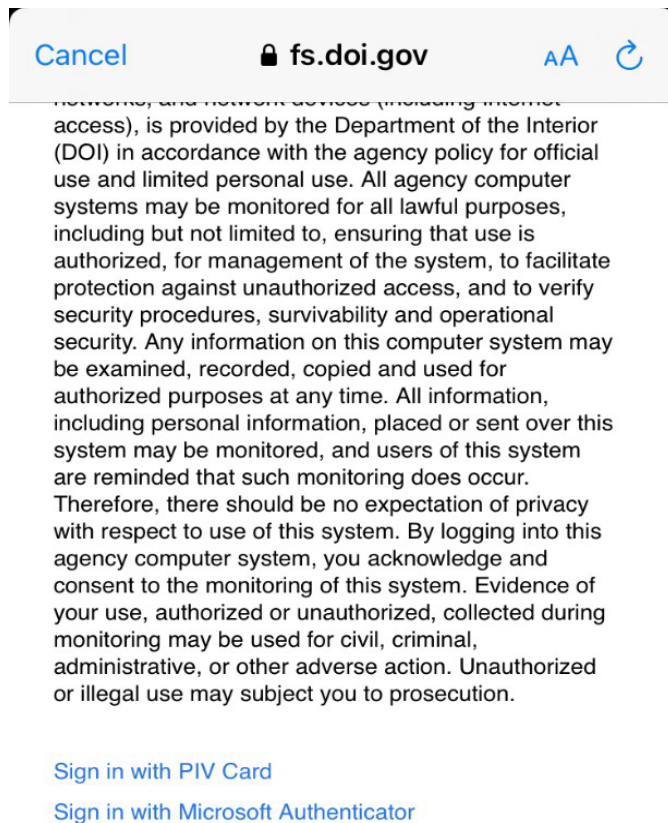 Cancel
fs.doi.gov
AA
networks, and network devices (including Internet
access), is provided by the Department of the Interior
(DOI) in accordance with the agency policy for official
use and limited personal use. All agency computer
systems may be monitored for all lawful purposes,
including but not limited to, ensuring that use is
authorized, for management of the system, to facilitate
protection against unauthorized access, and to verify
security procedures, survivability and operational
security. Any information on this computer system may
be examined, recorded, copied and used for
authorized purposes at any time. All information,
including personal information, placed or sent over this
system may be monitored, and users of this system
are reminded that such monitoring does occur.
Therefore, there should be no expectation of privacy
with respect to use of this system. By logging into this
agency computer system, you acknowledge and
consent to the monitoring of this system. Evidence of
your use, authorized or unauthorized, collected during
monitoring may be used for civil, criminal,
administrative, or other adverse action. Unauthorized
or illegal use may subject you to prosecution.
Sign in with PIV Card
Sign in with Microsoft Authenticator